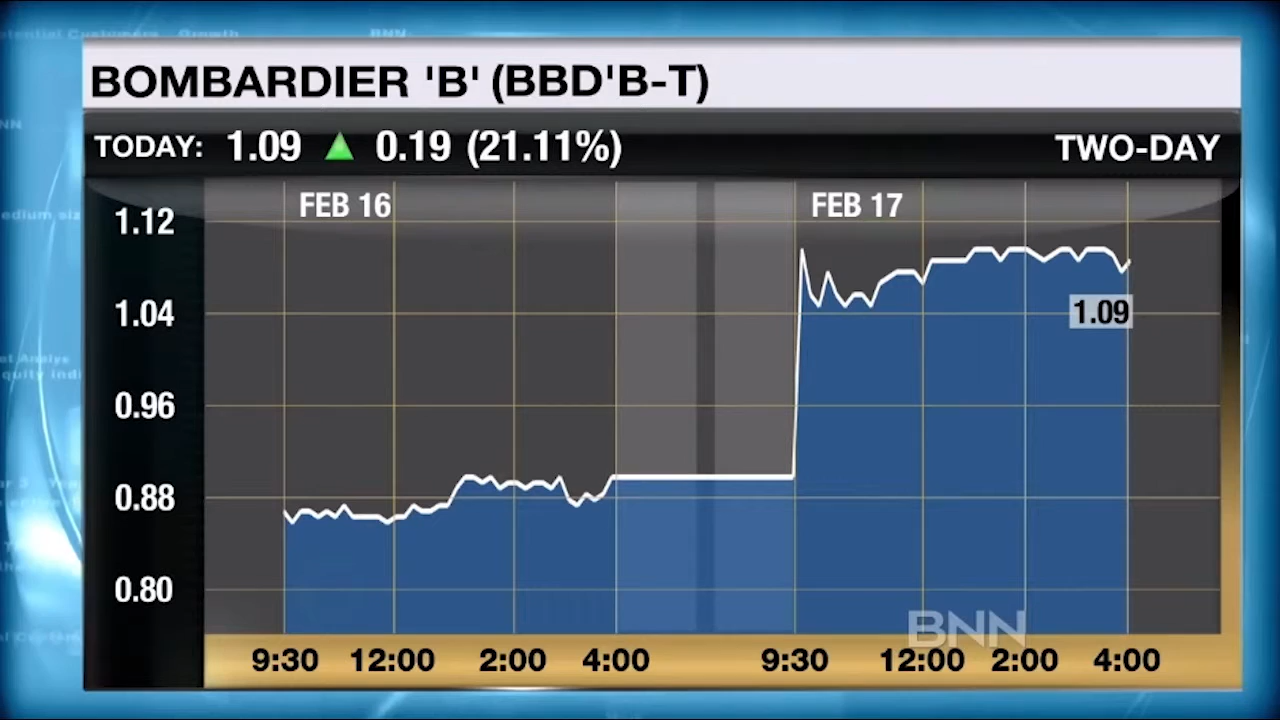 BNN
BOMBARDIER 'B' (BBD'B-T)
TODAY: 1.09 ▲ 0.19 (21.11%) TWO-DAY
FEB 16 FEB 17
1.12
1.04
0.96
0.88
0.80
1.09
BNN
9:30 12:00 2:00 4:00 9:30 12:00 2:00 4:00